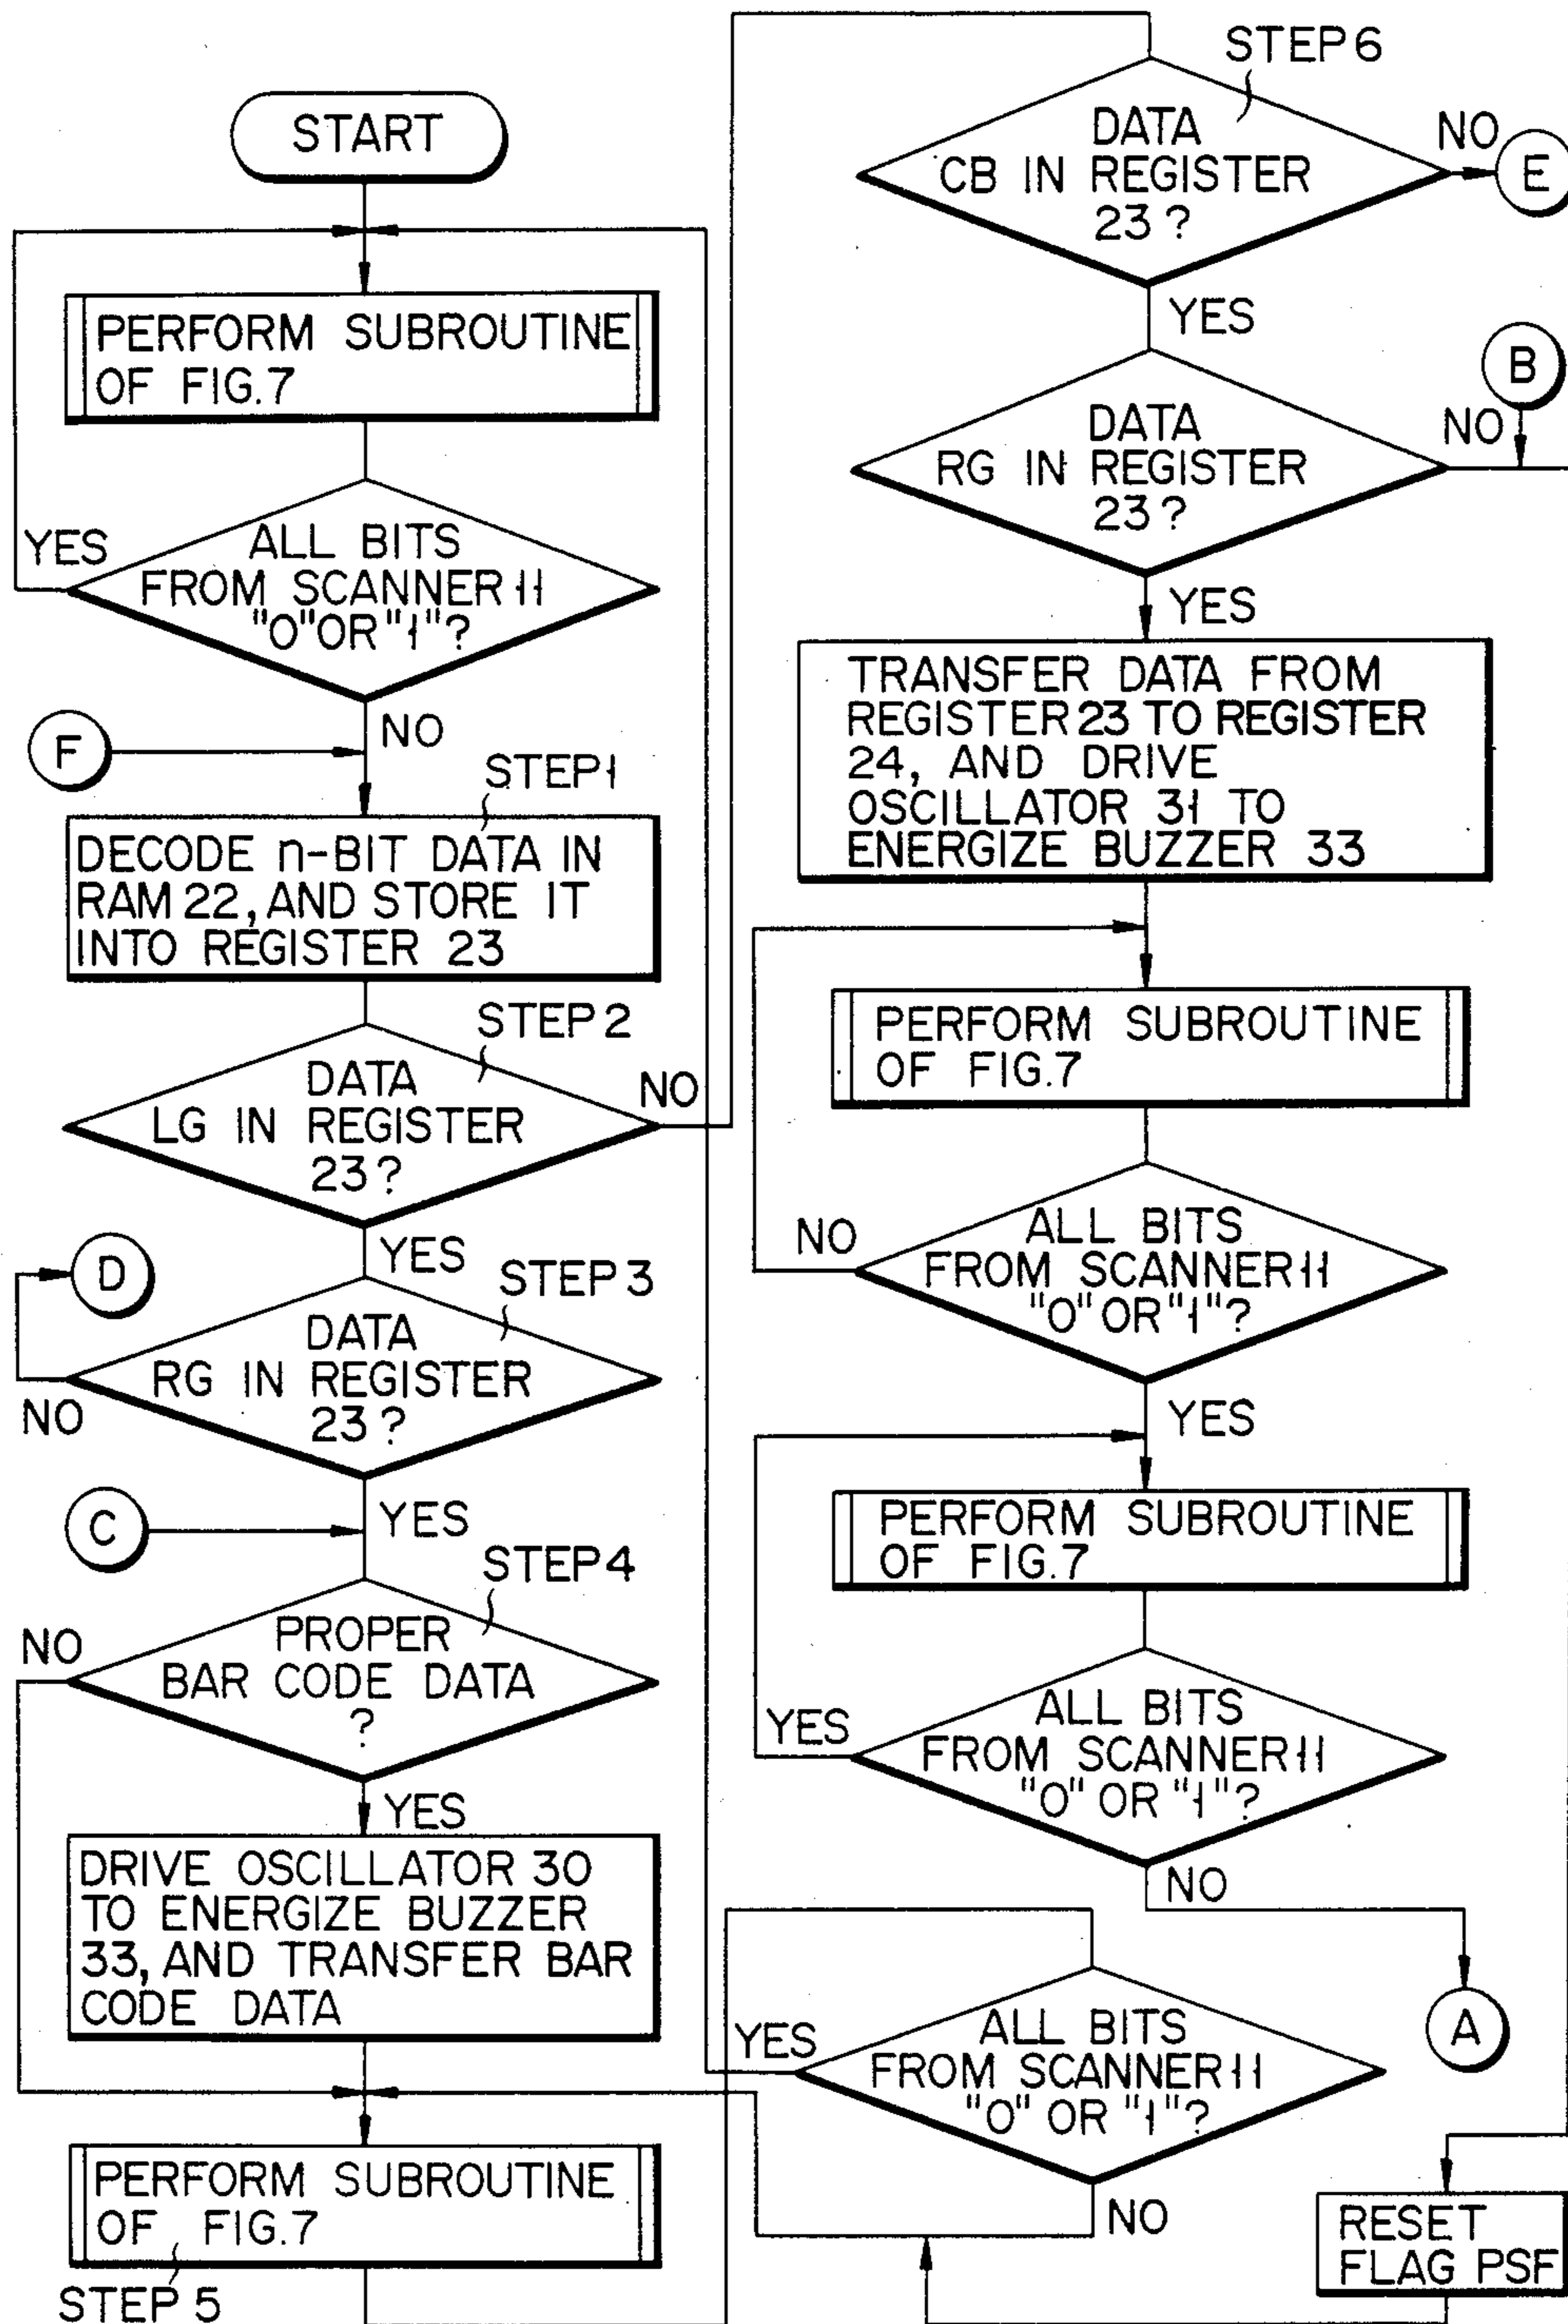 START
PERFORM SUBROUTINE
OF FIG.7
YES
ALL BITS
FROM SCANNER 11
"0" OR "1"?
NO
F
STEP 1
DECODE n-BIT DATA IN
RAM 22, AND STORE IT
INTO REGISTER 23
STEP 2
DATA
LG IN REGISTER
23?
NO
YES
D
STEP 3
DATA
RG IN REGISTER
23?
NO
YES
C
STEP 4
NO
PROPER
BAR CODE DATA
?
YES
DRIVE OSCILLATOR 30
TO ENERGIZE BUZZER
33, AND TRANSFER BAR
CODE DATA
PERFORM SUBROUTINE
OF FIG.7
STEP 5
STEP 6
DATA
CB IN REGISTER
23?
NO
E
YES
B
DATA
RG IN REGISTER
23?
NO
YES
TRANSFER DATA FROM
REGISTER 23 TO REGISTER
24, AND DRIVE
OSCILLATOR 31 TO
ENERGIZE BUZZER 33
PERFORM SUBROUTINE
OF FIG.7
NO
ALL BITS
FROM SCANNER 11
"0" OR "1"?
YES
PERFORM SUBROUTINE
OF FIG.7
YES
ALL BITS
FROM SCANNER 11
"0" OR "1"?
NO
A
YES
ALL BITS
FROM SCANNER 11
"0" OR "1"?
NO
RESET
FLAG PSF